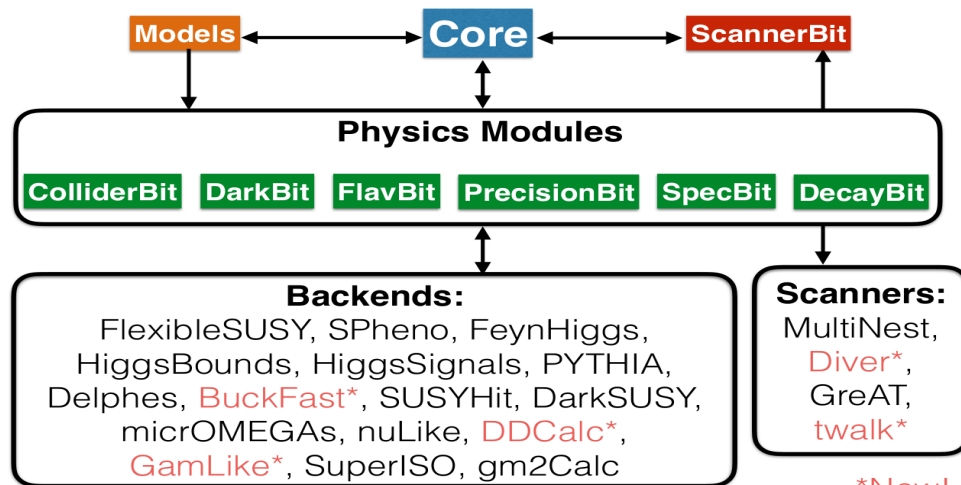 Models
Core
ScannerBit
Physics Modules
ColliderBit
DarkBit
FlavBit
PrecisionBit
SpecBit
DecayBit
Backends:
FlexibleSUSY, SPheno, FeynHiggs,
HiggsBounds, HiggsSignals, PYTHIA,
Delphes, BuckFast*, SUSYHit, DarkSUSY,
micrOMEGAs, nuLike, DDCalc*,
GamLike*, SuperISO, gm2Calc
Scanners:
MultiNest,
Diver*,
GreAT,
twalk*
*New!